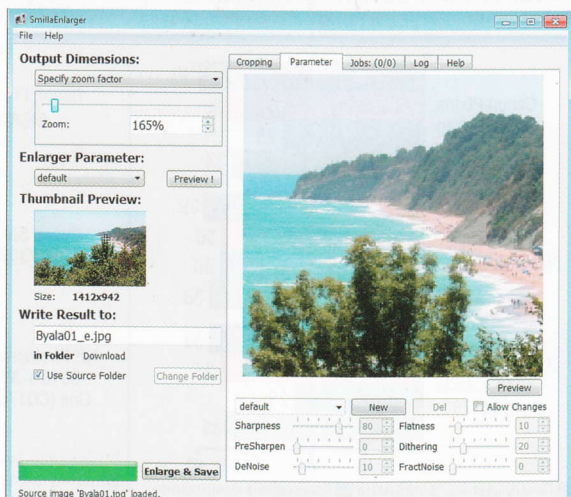 SmillaEnlarger
File Help
Output Dimensions:
Specify zoom factor
Zoom: 165%
Enlarger Parameter:
default Preview !
Thumbnail Preview:
Size: 1412x942
Write Result to:
Byala01_e.jpg
in Folder Download
Use Source Folder Change Folder
Enlarge & Save
Source image 'Byala01.jpg' loaded.
Cropping Parameter Jobs: (0/0) Log Help
Preview
default New Del Allow Changes
Sharpness 80 Flatness 10
PreSharpen 0 Dithering 20
DeNoise 10 FractNoise 0